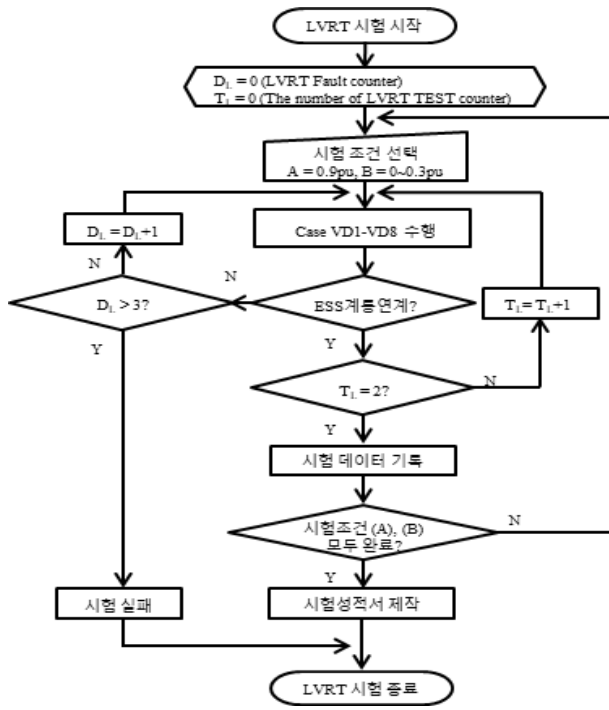 LVRT 시험 시작
D_L = 0 (LVRT Fault counter)
T_L = 0 (The number of LVRT TEST counter)
시험 조건 선택
A = 0.9pu, B = 0~0.3pu
D_L = D_L+1
Case VD1-VD8 수행
N
N
D_L > 3?
ESS계통연계?
T_L = T_L+1
Y
Y
T_L = 2?
N
Y
시험 데이터 기록
시험조건 (A), (B)
모두 완료?
N
Y
시험 실패
시험성적서 제작
LVRT 시험 종료